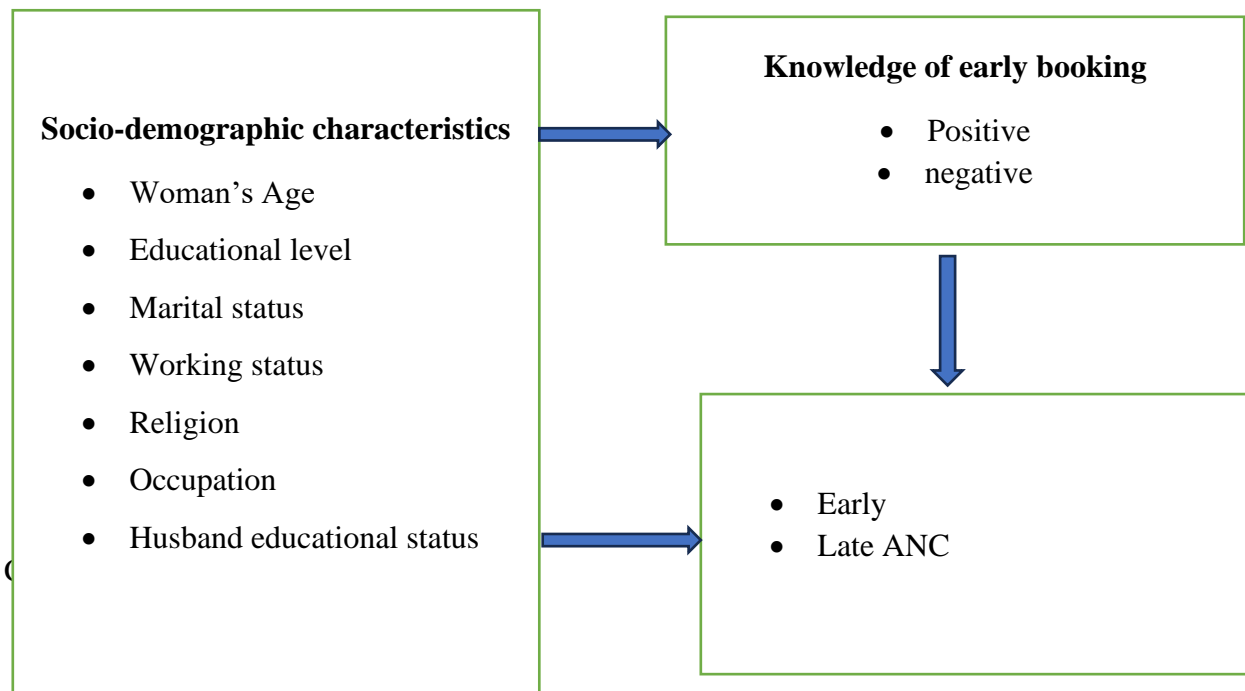 Socio-demographic characteristics
• Woman’s Age
• Educational level
• Marital status
• Working status
• Religion
• Occupation
• Husband educational status
Knowledge of early booking
• Positive
• negative
• Early
• Late ANC